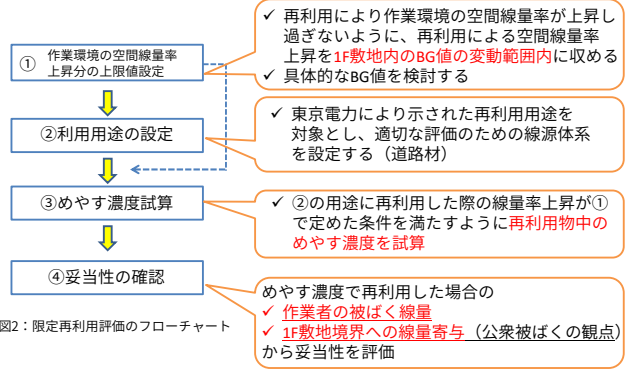 ✓ 再利用により作業環境の空間線量率が上昇し
過ぎないように、再利用による空間線量率
上昇を1F敷地内のBG値の変動範囲内に収める
✓ 具体的なBG値を検討する
① 作業環境の空間線量率
上昇分の上限値設定
✓ 東京電力により示された再利用用途を
対象とし、適切な評価のための線源体系
を設定する（道路材）
②利用用途の設定
✓ ②の用途に再利用した際の線量率上昇が①
で定めた条件を満たすように再利用物中の
めやす濃度を試算
③めやす濃度試算
④妥当性の確認
めやす濃度で再利用した場合の
✓ 作業者の被ばく線量
✓ 1F敷地境界への線量寄与（公衆被ばくの観点）
から妥当性を評価
図2：限定再利用評価のフローチャート